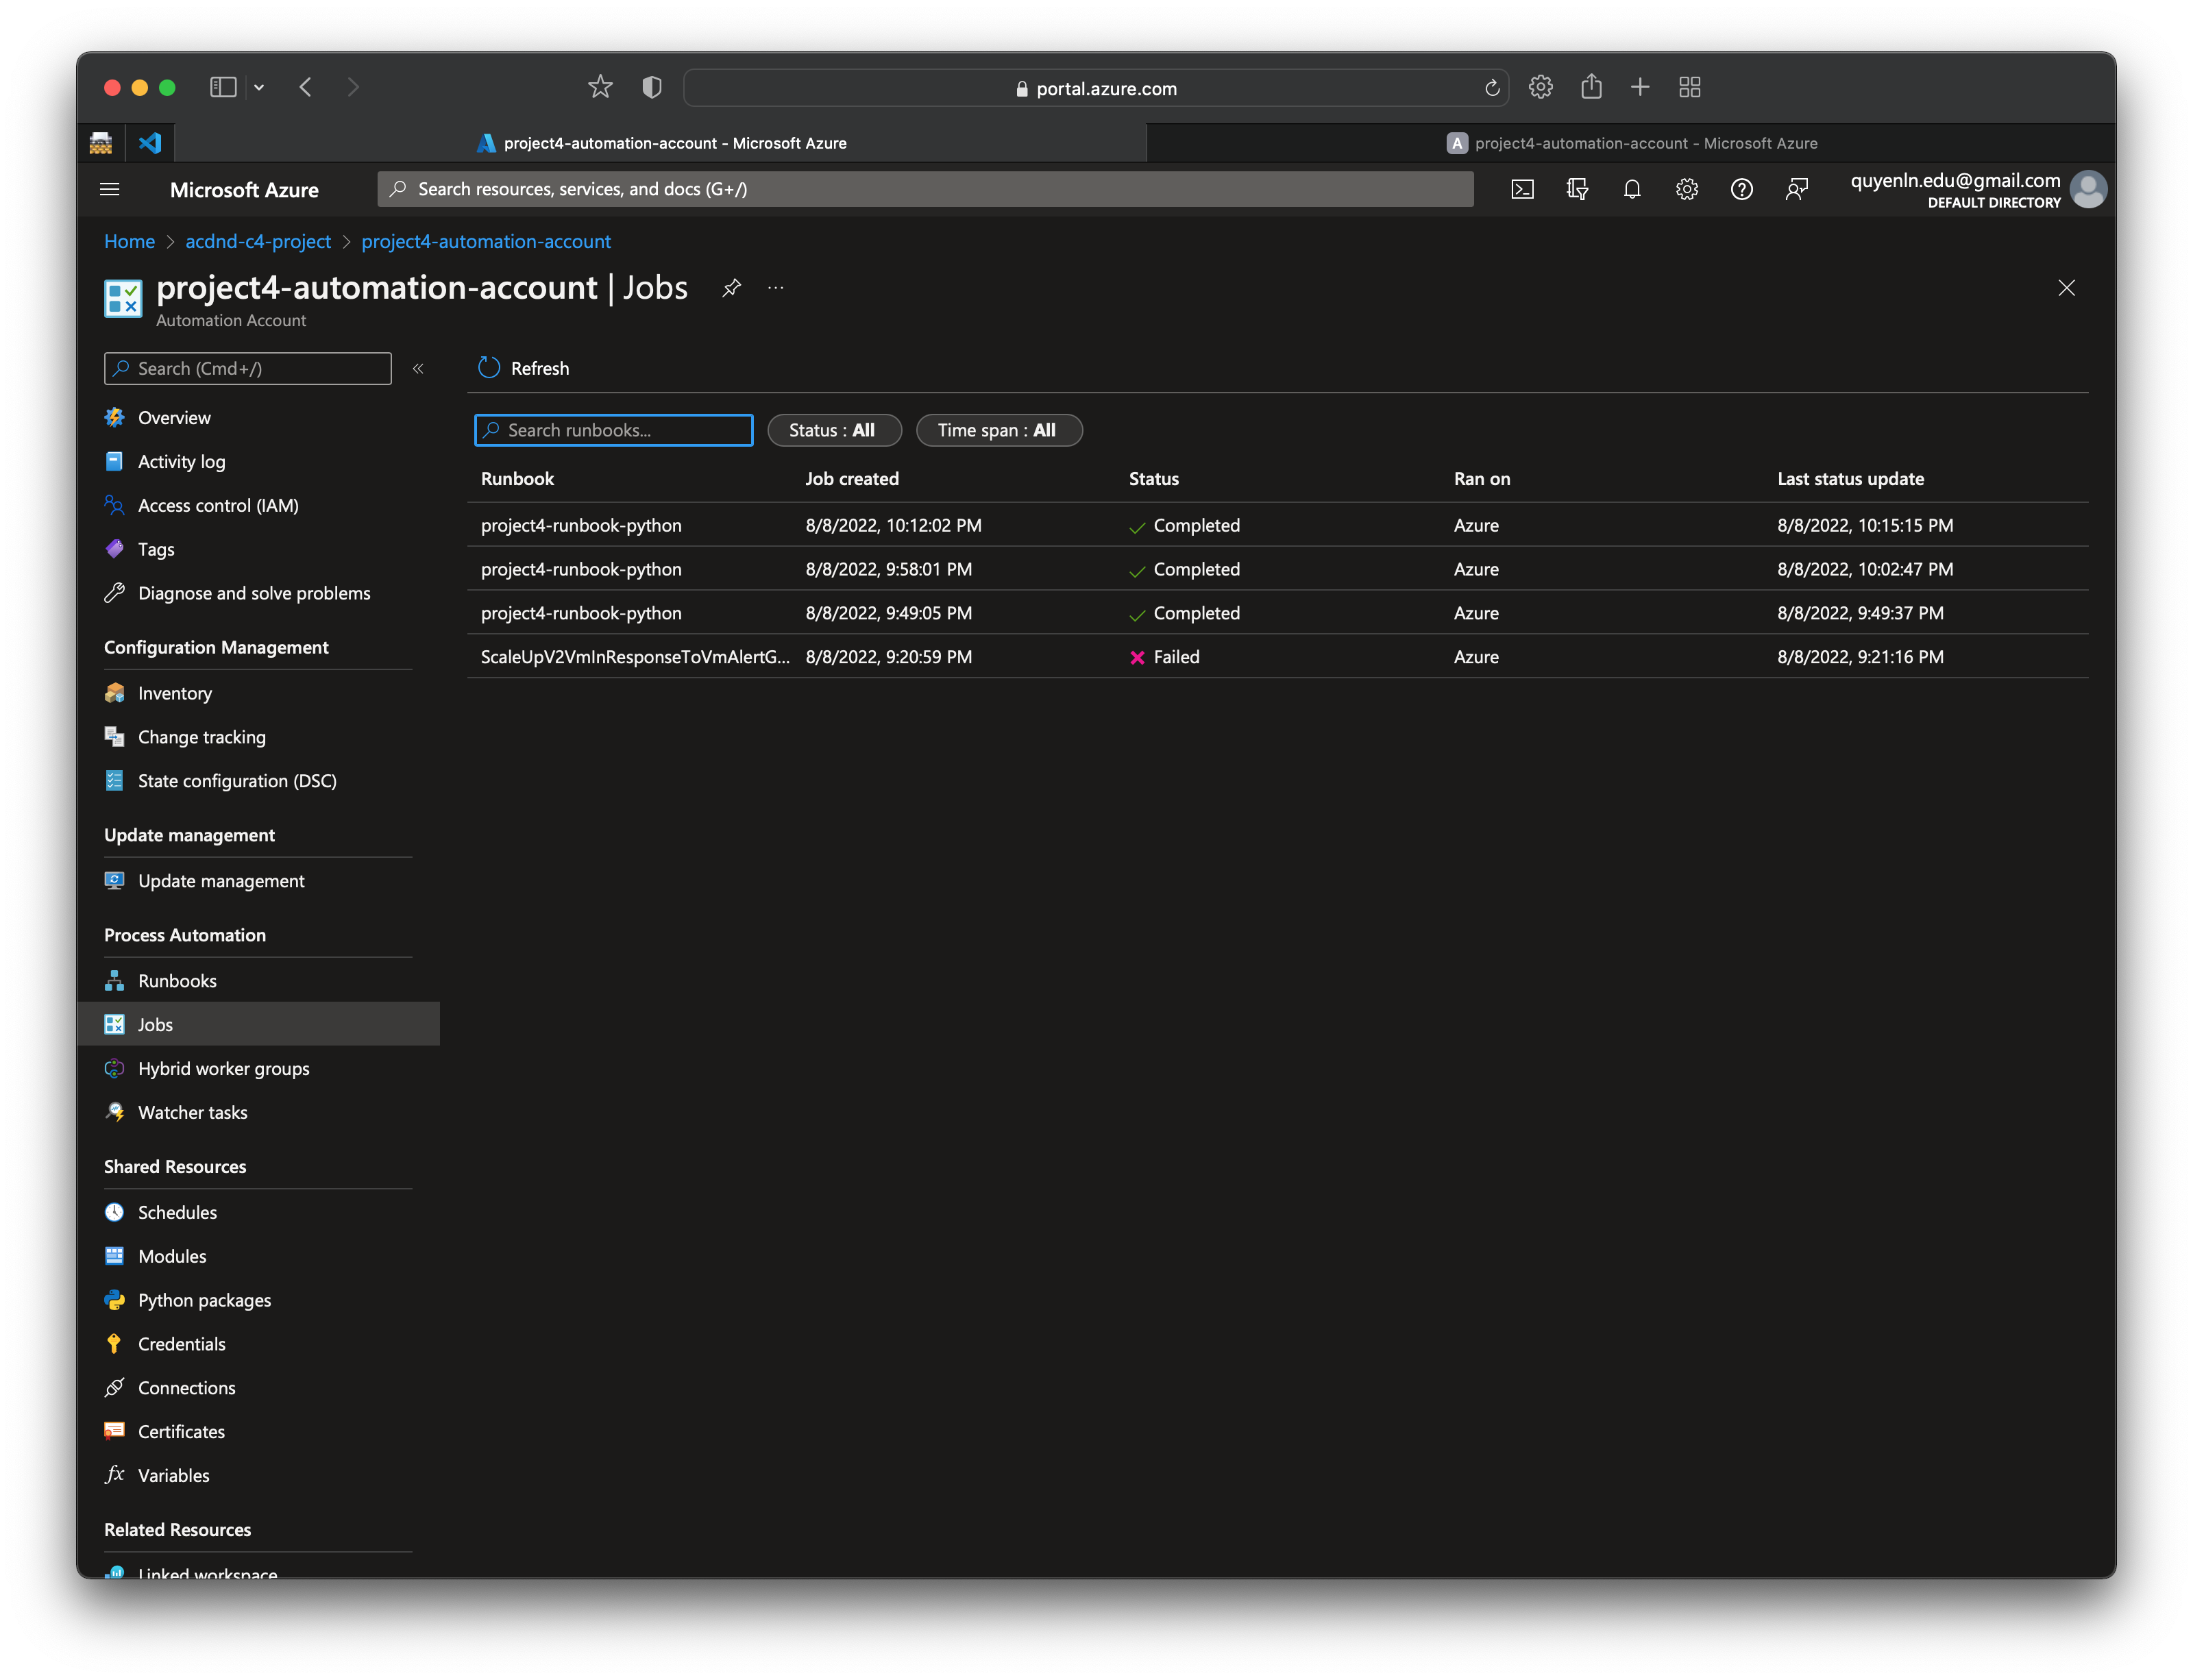 portal.azure.com
project4-automation-account - Microsoft Azure
A project4-automation-account - Microsoft Azure
Microsoft Azure
Search resources, services, and docs (G+/)
quyenln.edu@gmail.com
DEFAULT DIRECTORY
Home > acdnd-c4-project > project4-automation-account
project4-automation-account | Jobs ...
Automation Account
Search (Cmd+/) «
Overview
Activity log
Access control (IAM)
Tags
Diagnose and solve problems
Configuration Management
Inventory
Change tracking
State configuration (DSC)
Update management
Update management
Process Automation
Runbooks
Jobs
Hybrid worker groups
Watcher tasks
Shared Resources
Schedules
Modules
Python packages
Credentials
Connections
Certificates
fx Variables
Related Resources
Linked workspace
Refresh
Search runbooks... Status : All Time span : All
Runbook Job created Status Ran on Last status update
project4-runbook-python 8/8/2022, 10:12:02 PM Completed Azure 8/8/2022, 10:15:15 PM
project4-runbook-python 8/8/2022, 9:58:01 PM Completed Azure 8/8/2022, 10:02:47 PM
project4-runbook-python 8/8/2022, 9:49:05 PM Completed Azure 8/8/2022, 9:49:37 PM
ScaleUpV2VmInResponseToVmAlertG... 8/8/2022, 9:20:59 PM Failed Azure 8/8/2022, 9:21:16 PM